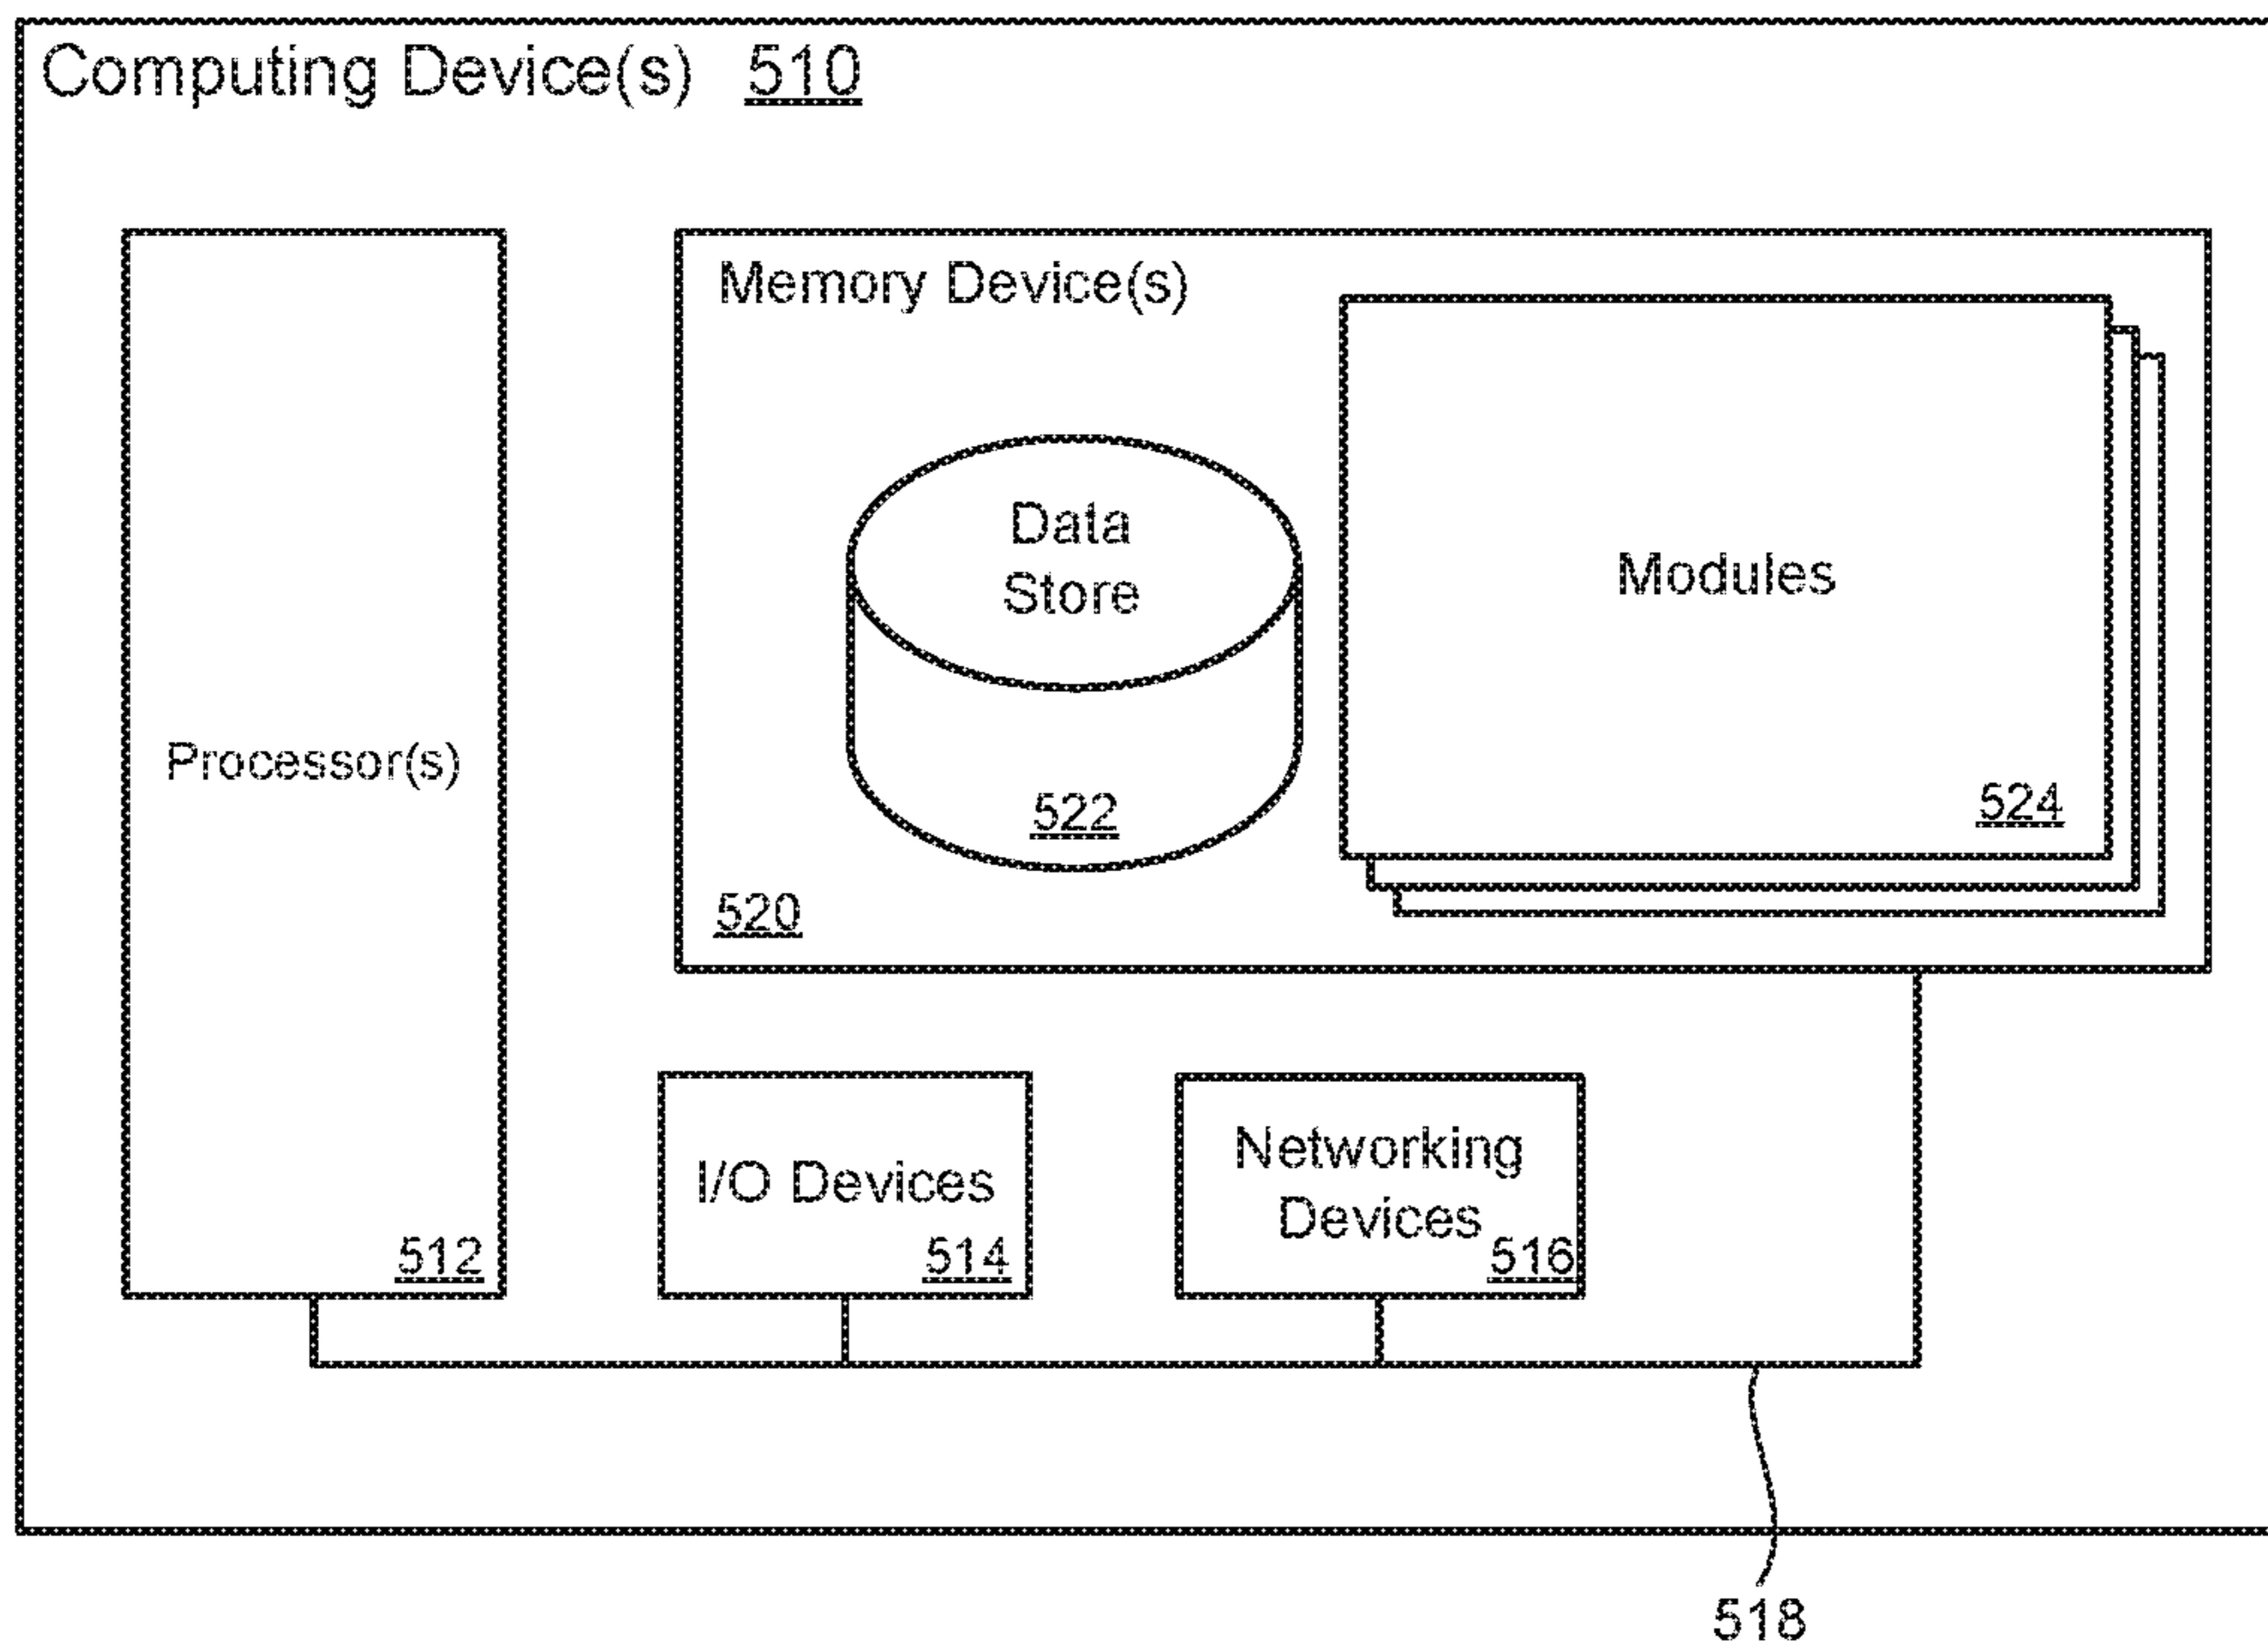 Computing Device(s) 510
Memory Device(s)
Data
Store
Modules
Processor(s)
524
522
520
Networking
I/O Devices
Devices
512
514
516
518